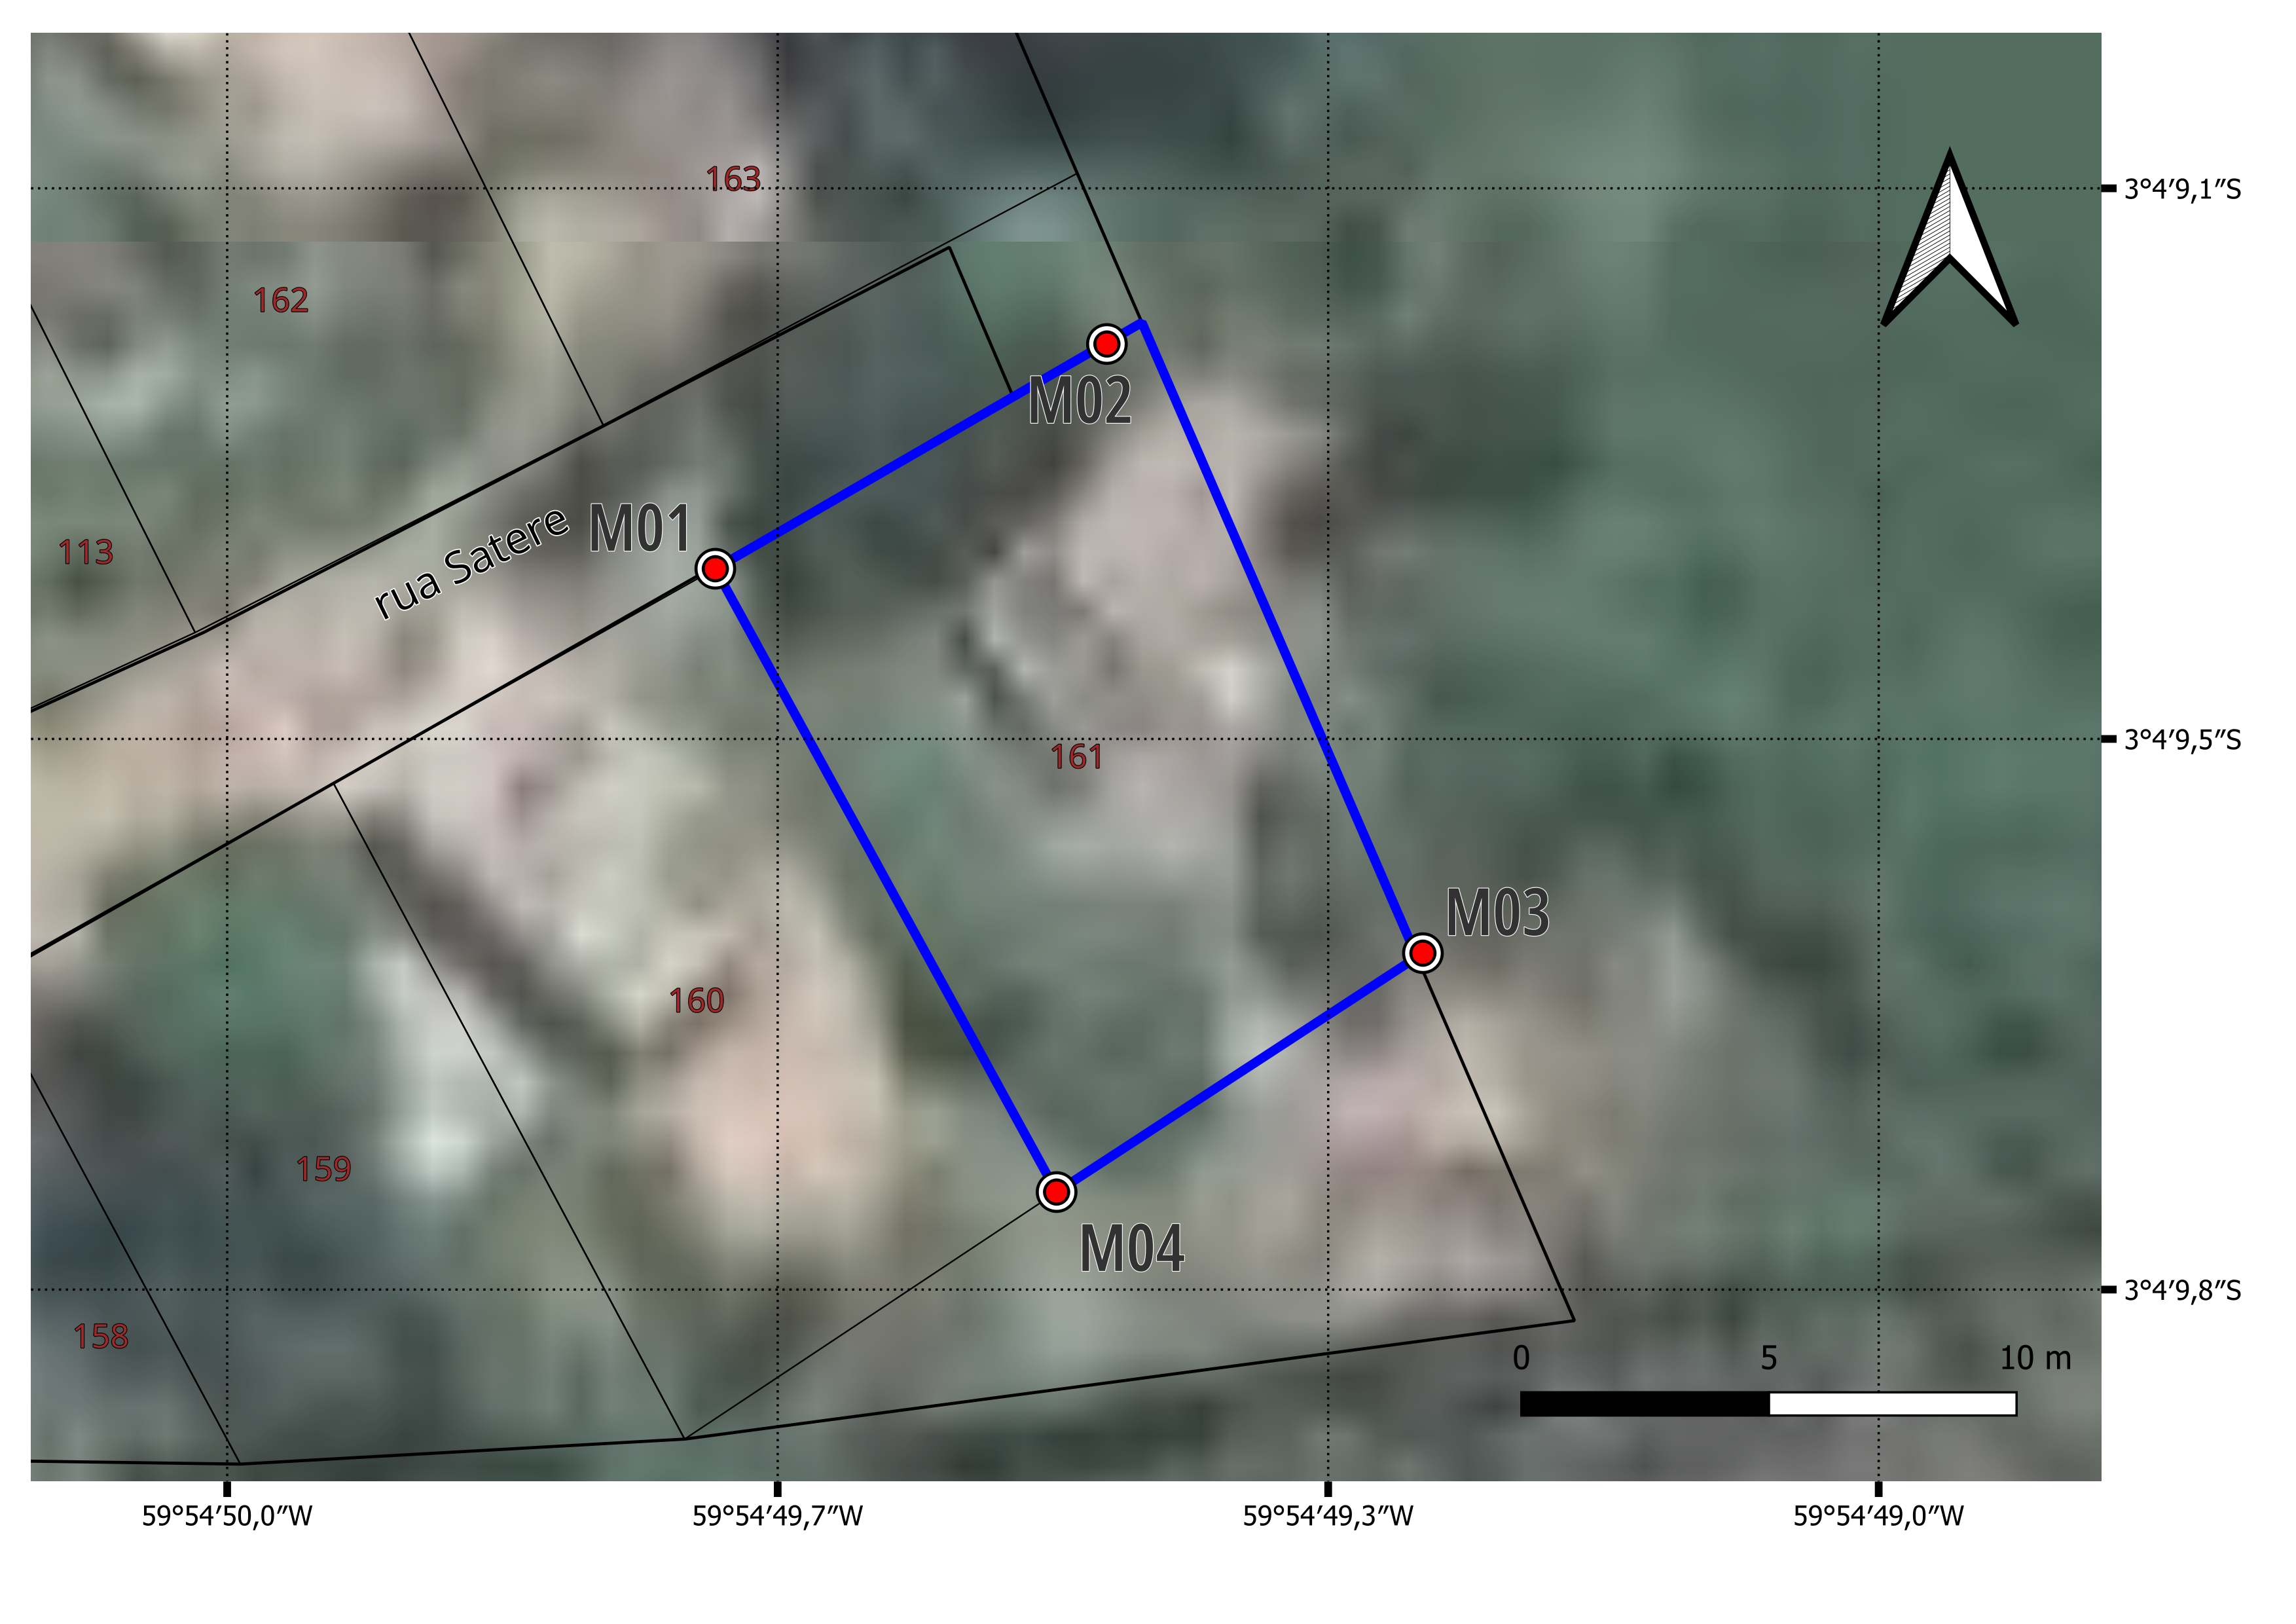 163
3°4′9,1″S
162
M02
M01
rua Satere
113
161
3°4′9,5″S
M03
160
159
M04
3°4′9,8″S
158
0 5 10 m
59°54′50,0″W 59°54′49,7″W 59°54′49,3″W 59°54′49,0″W